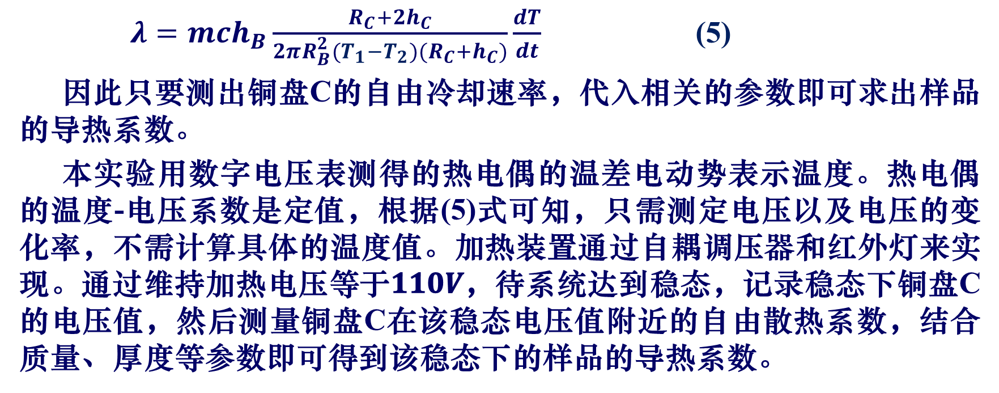 λ = mch_B \frac{R_C+2h_C}{2πR_B^2(T_1−T_2)(R_C+h_C)} \frac{dT}{dt} (5)
因此只要测出铜盘C的自由冷却速率，代入相关的参数即可求出样品
的导热系数。
本实验用数字电压表测得的热电偶的温差电动势表示温度。热电偶
的温度-电压系数是定值，根据(5)式可知，只需测定电压以及电压的变
化率，不需计算具体的温度值。加热装置通过自耦调压器和红外灯来实
现。通过维持加热电压等于110V，待系统达到稳态，记录稳态下铜盘C
的电压值，然后测量铜盘C在该稳态电压值附近的自由散热系数，结合
质量、厚度等参数即可得到该稳态下的样品的导热系数。